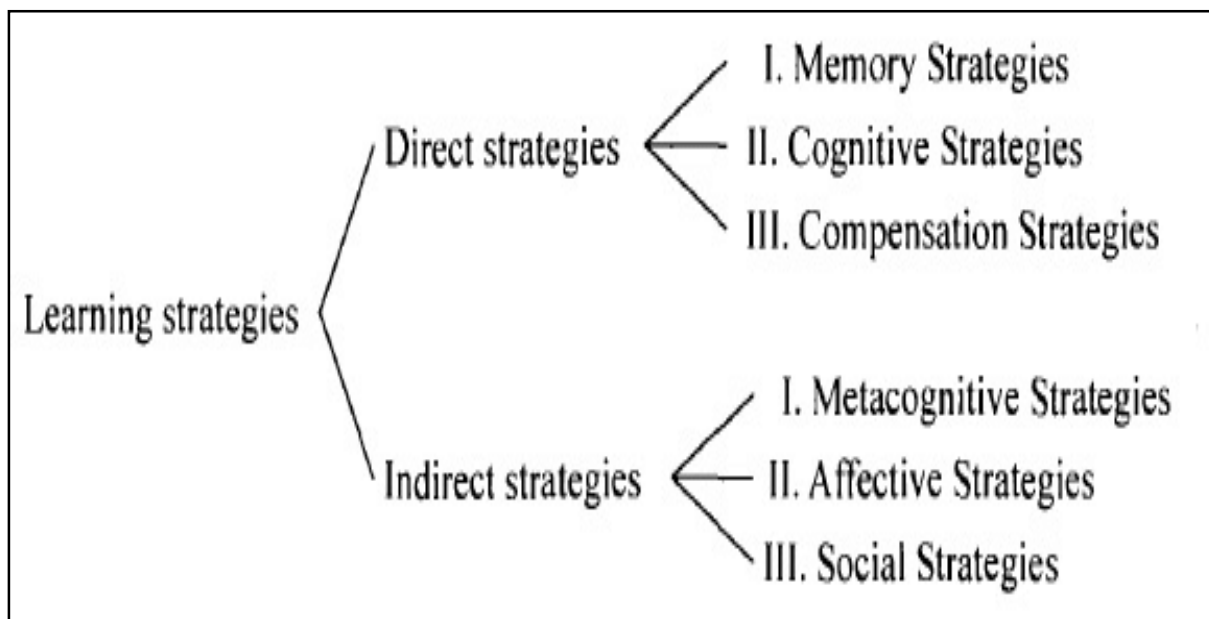 Learning strategies
Direct strategies
I. Memory Strategies
II. Cognitive Strategies
III. Compensation Strategies
Indirect strategies
I. Metacognitive Strategies
II. Affective Strategies
III. Social Strategies